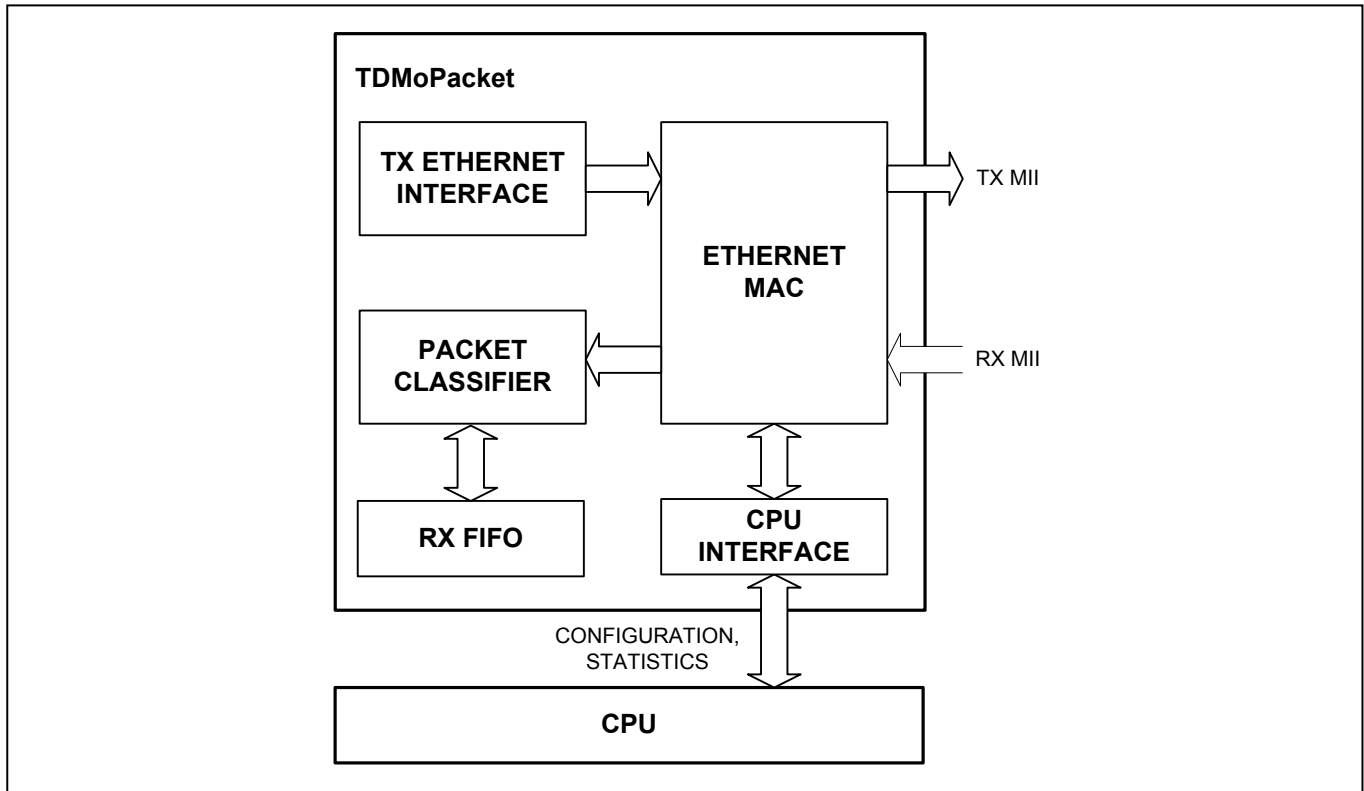 TDMoPacket
TX ETHERNET
INTERFACE
TX MII
ETHERNET
MAC
PACKET
CLASSIFIER
RX MII
RX FIFO
CPU
INTERFACE
CONFIGURATION,
STATISTICS
CPU